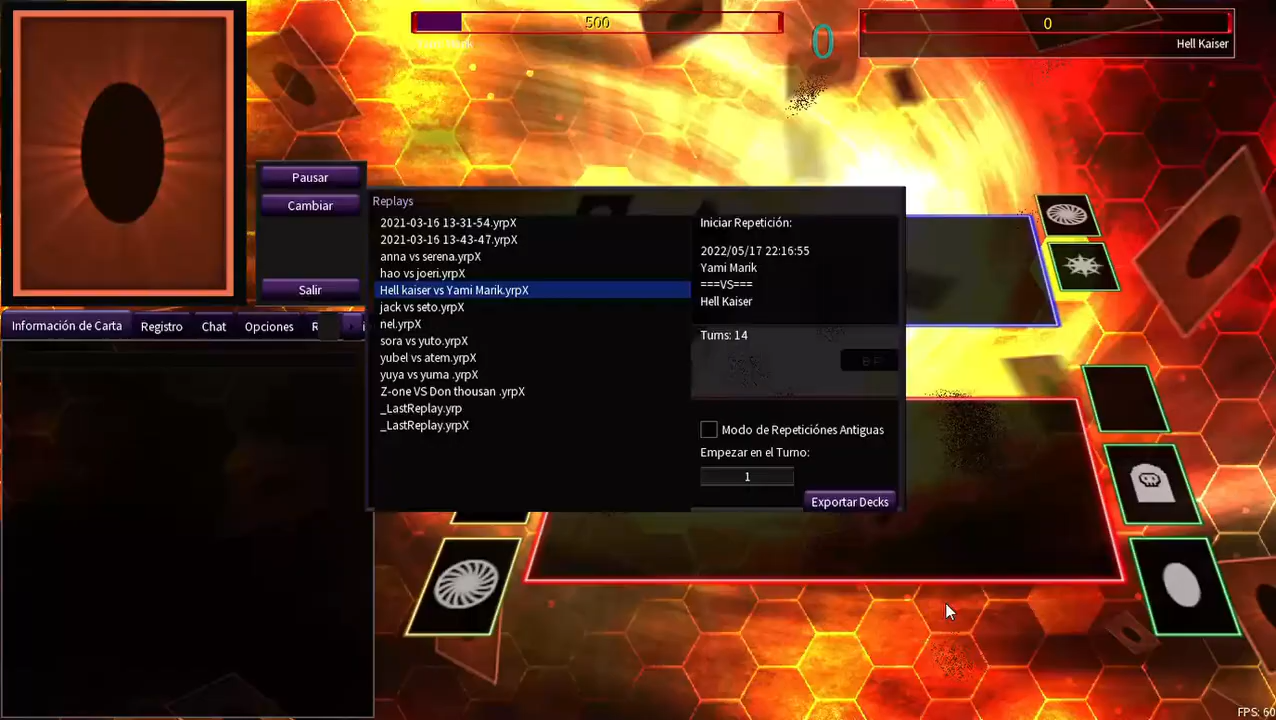 500
0
0
Hell Kaiser
Pausar
Cambiar
Salir
Información de Carta
Registro
Chat
Opciones
Replays
2021-03-16 13-31-54.yrpX
2021-03-16 13-43-47.yrpX
anna vs serena.yrpX
hao vs joeri.yrpX
Hell kaiser vs Yami Marik.yrpX
jack vs seto.yrpX
nel.yrpX
sora vs yuto.yrpX
yubel vs atem.yrpX
yuya vs yuma .yrpX
Z-one VS Don thousan .yrpX
_LastReplay.yrp
_LastReplay.yrpX
Iniciar Repetición:
2022/05/17 22:16:55
Yami Marik
===VS===
Hell Kaiser
Turns: 14
Modo de Repeticiónes Antiguas
Empezar en el Turno:
1
Exportar Decks
FPS: 60